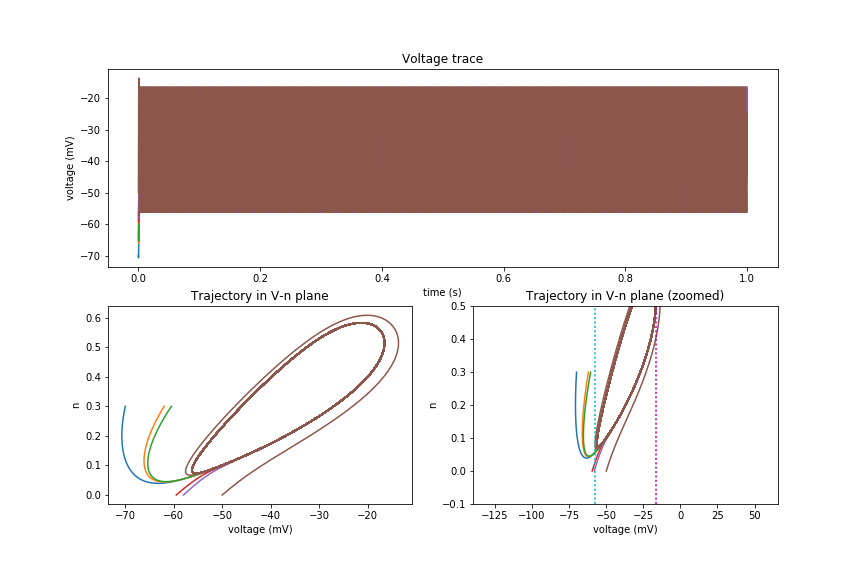 Voltage trace
voltage (mV)
−20
−30
−40
−50
−60
−70
0.0 0.2 0.4 0.6 0.8 1.0
time (s)
Trajectory in V-n plane
n
0.6
0.5
0.4
0.3
0.2
0.1
0.0
−70 −60 −50 −40 −30 −20
voltage (mV)
Trajectory in V-n plane (zoomed)
n
0.5
0.4
0.3
0.2
0.1
0.0
−0.1
−125 −100 −75 −50 −25 0 25 50
voltage (mV)